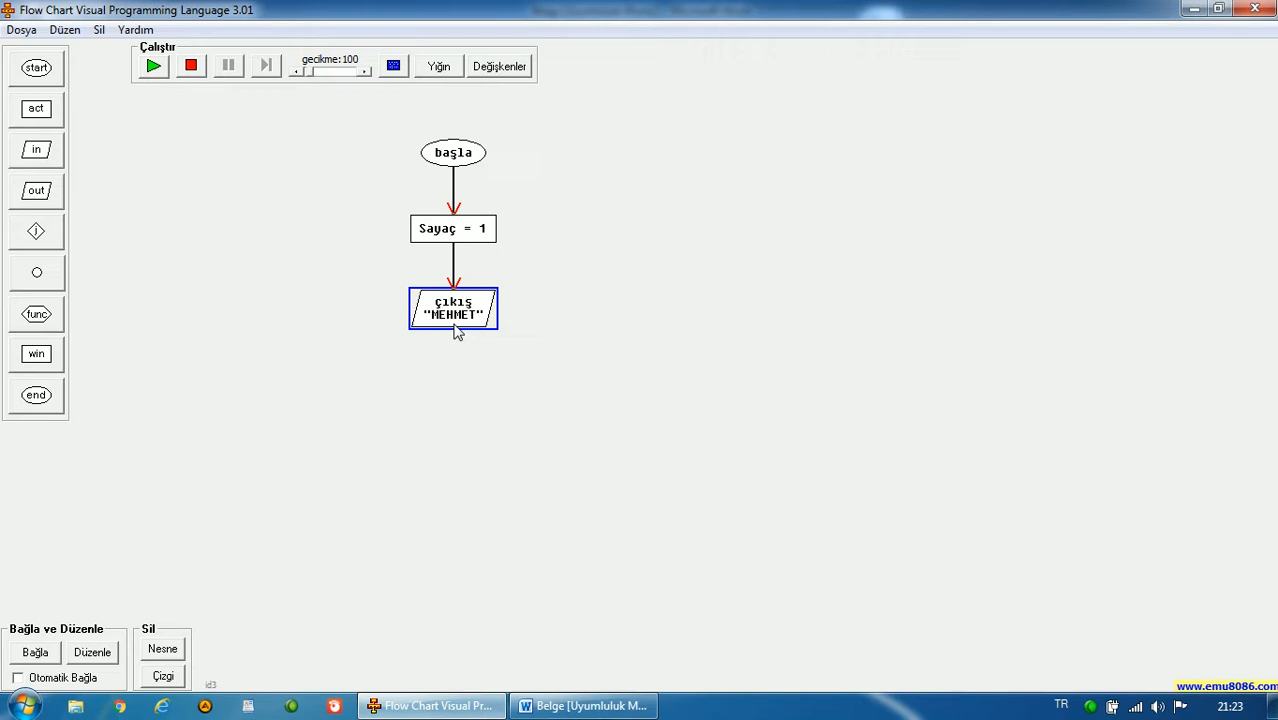 Flow Chart Visual Programming Language 3.01
Dosya Düzen Sil Yardım
Çalıştır
gecikme:100
Yığın
Değişkenler
start
act
in
out
j
func
win
end
başla
Sayaç = 1
çıkış
"MEHMET"
Bağla ve Düzenle
Bağla
Düzenle
Otomatik Bağla
Sil
Nesne
Çizgi
id3
www.emu8086.com
Flow Chart Visual Pr...
Belge [Uyumluluk M...
TR
21:23